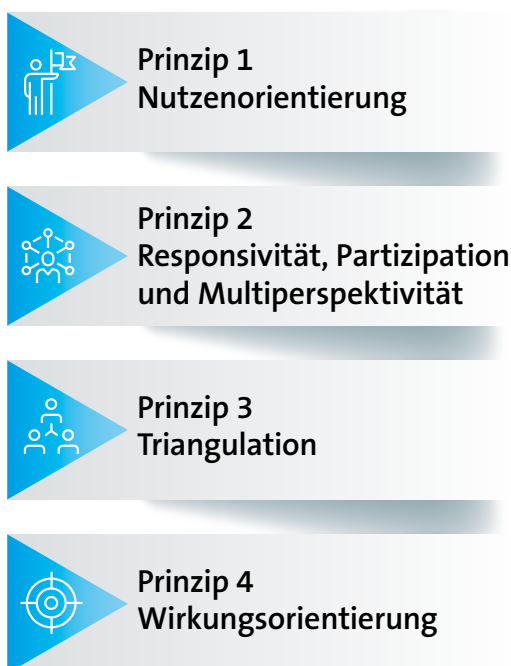 Prinzip 1
Nutzenorientierung
Prinzip 2
Responsivität, Partizipation
und Multiperspektivität
Prinzip 3
Triangulation
Prinzip 4
Wirkungsorientierung